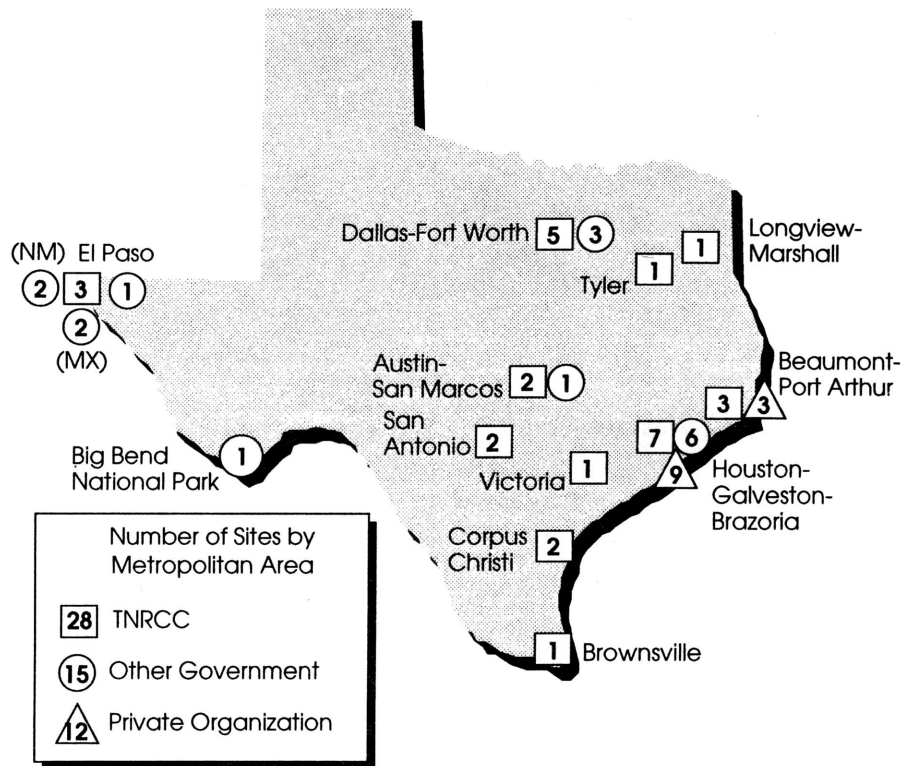 Dallas-Fort Worth 5 3
1 Longview-
Marshall
Tyler 1
(NM) El Paso
2 3 1
2
(MX)
Austin-
San Marcos 2 1
Beaumont-
Port Arthur
3 3
San
Antonio 2
7 6
9
Houston-
Galveston-
Brazoria
Big Bend
National Park 1
Victoria 1
Corpus
Christi 2
1 Brownsville
Number of Sites by
Metropolitan Area
28 TNRCC
15 Other Government
12 Private Organization